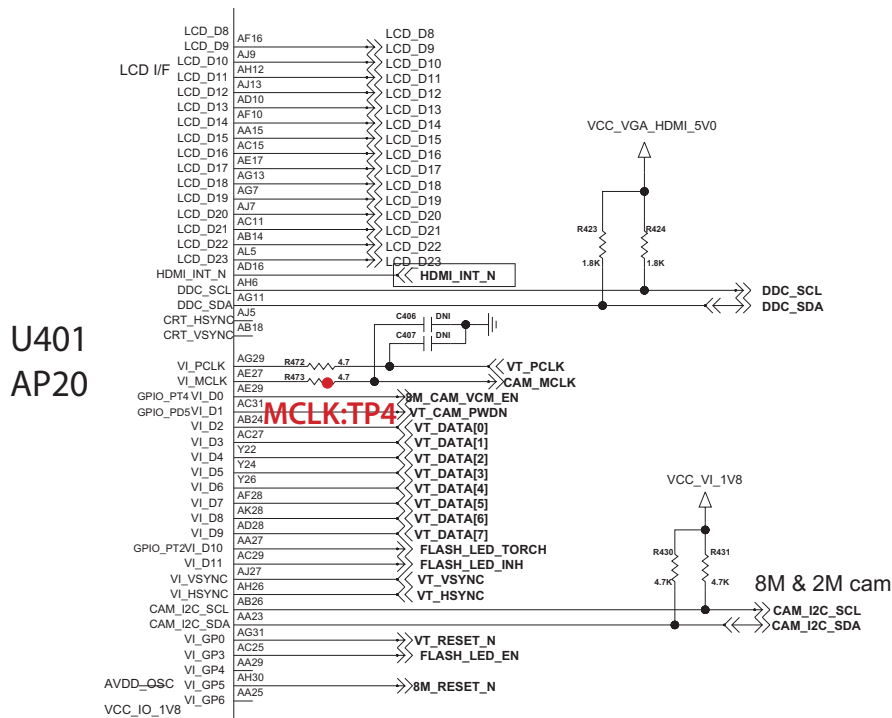 LCD_D8 LCD_D8
LCD_D9 AF16 LCD_D9
LCD_D10 AJ9 LCD_D10
LCD I/F LCD_D11 AH12 LCD_D11
LCD_D12 AJ13 LCD_D12
LCD_D13 AD10 LCD_D13
LCD_D14 AF10 LCD_D14
LCD_D15 AA15 LCD_D15
LCD_D16 AC15 LCD_D16
LCD_D17 AE17 LCD_D17
LCD_D18 AG13 LCD_D18
LCD_D19 AG7 LCD_D19
LCD_D20 AJ7 LCD_D20
LCD_D21 AC11 LCD_D21
LCD_D22 AB14 LCD_D22
LCD_D23 AL5 LCD_D23
HDMI_INT_N AD16 HDMI_INT_N
DDC_SCL AH6 DDC_SCL
DDC_SDA AG11 DDC_SDA
CRT_HSYNC AJ5
CRT_VSYNC AB18
VCC_VGA_HDMI_5V0
R423 R424
1.8K 1.8K
C406 DNI
C407 DNI
U401
AP20
VI_PCLK AG29 R472 4.7 VT_PCLK
VI_MCLK AE27 R473 4.7 CAM_MCLK
GPIO_PT4 VI_D0 AE29 8M_CAM_VCM_EN
GPIO_PD5 VI_D1 AC31 VT_CAM_PWDN
MCLK:TP4
VI_D2 AB24 VT_DATA[0]
VI_D3 AC27 VT_DATA[1]
VI_D4 Y22 VT_DATA[2]
VI_D5 Y24 VT_DATA[3]
VI_D6 Y26 VT_DATA[4]
VI_D7 AF28 VT_DATA[5]
VI_D8 AK28 VT_DATA[6]
VI_D9 AD28 VT_DATA[7]
GPIO_PT2 VI_D10 AA27 FLASH_LED_TORCH
VI_D11 AC29 FLASH_LED_INH
VI_VSYNC AJ27 VT_VSYNC
VI_HSYNC AH26 VT_HSYNC
VCC_VI_1V8
R430 R431
4.7K 4.7K
8M & 2M cam
CAM_I2C_SCL AB26 CAM_I2C_SCL
CAM_I2C_SDA AA23 CAM_I2C_SDA
VI_GP0 AG31 VT_RESET_N
VI_GP3 AC25 FLASH_LED_EN
VI_GP4 AA29
AVDD_OSC VI_GP5 AH30 8M_RESET_N
VI_GP6 AA25
VCC_IO_1V8